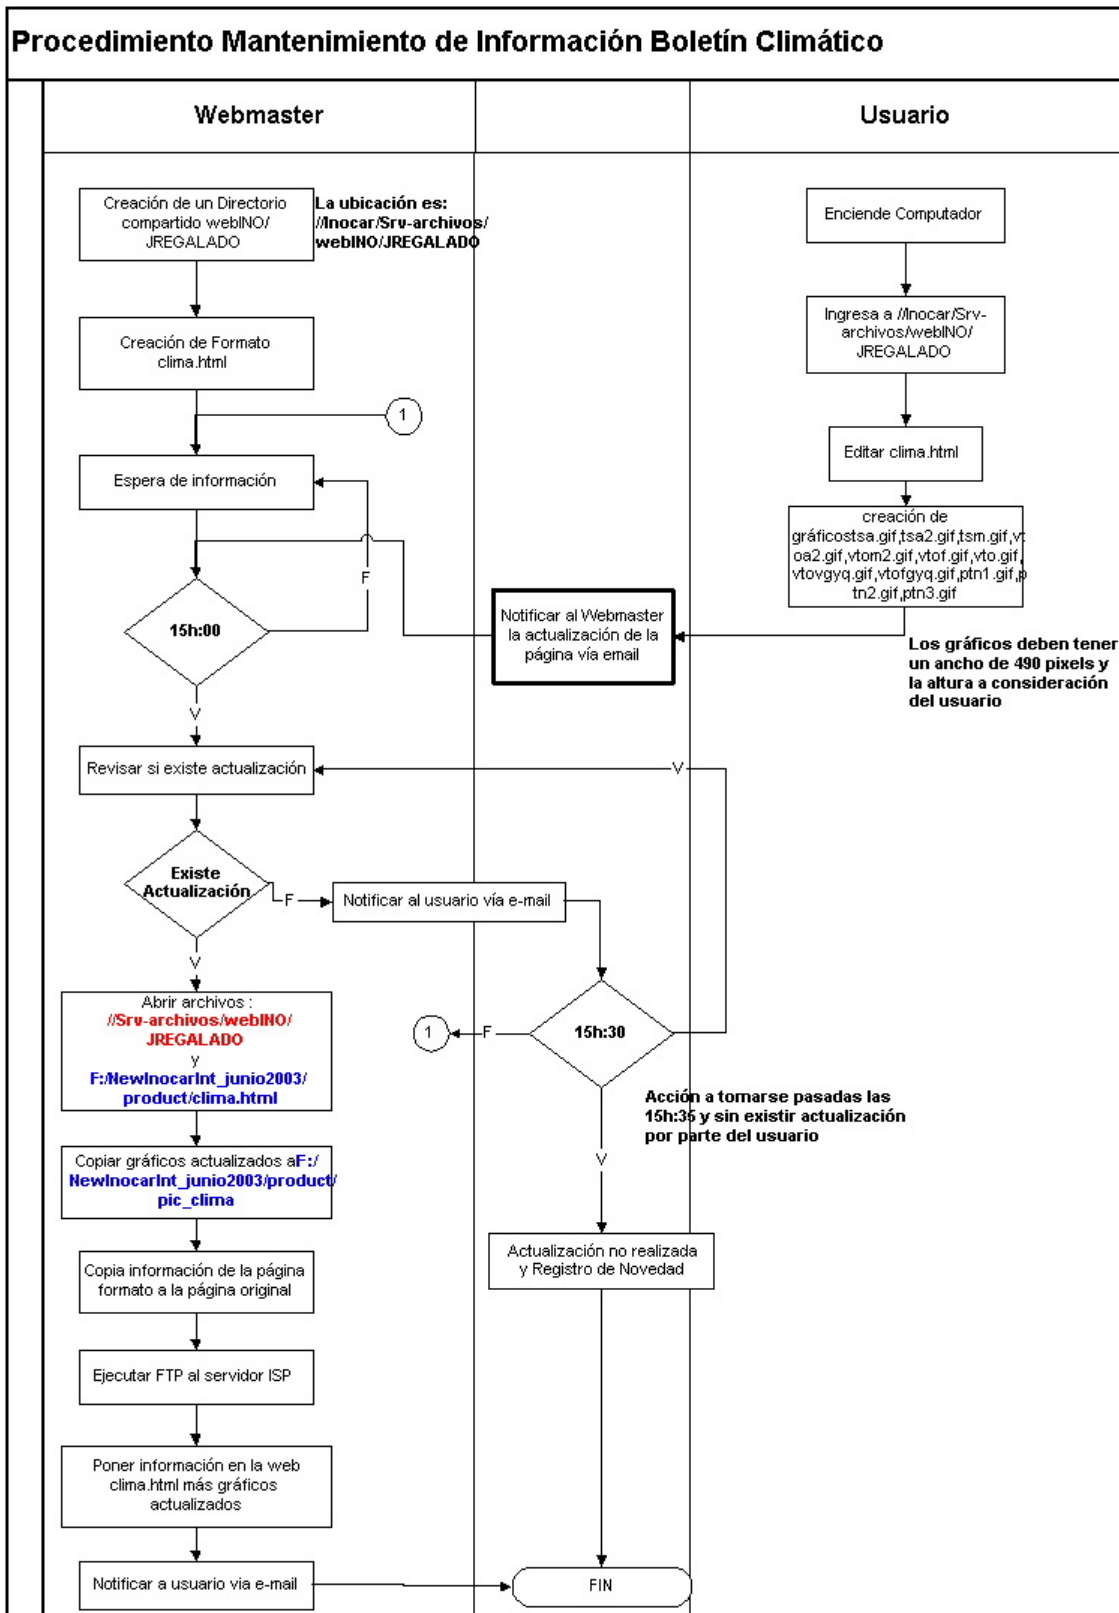 Procedimiento Mantenimiento de Información Boletín Climático
Webmaster
Usuario
Creación de un Directorio
compartido webINO/
JREGALADO
La ubicación es:
//Inocar/Srv-archivos/
webINO/JREGALADO
Creación de Formato
clima.html
1
Espera de información
F
15h:00
V
Revisar si existe actualización
V
Existe
Actualización
F
Notificar al usuario vía e-mail
V
Abrir archivos :
//Srv-archivos/webINO/
JREGALADO
y
F:/NewInocarInt_junio2003/
product/clima.html
Copiar gráficos actualizados aF:/
NewInocarInt_junio2003/product/
pic_clima
Copia información de la página
formato a la página original
Ejecutar FTP al servidor ISP
Poner información en la web
clima.html más gráficos
actualizados
Notificar a usuario via e-mail
Enciende Computador
Ingresa a //Inocar/Srv-
archivos/webINO/
JREGALADO
Editar clima.html
creación de
gráficostsa.gif,tsa2.gif,tsm.gif,vt
oa2.gif,vtom2.gif,vtof.gif,vto.gif,
vtovgyq.gif,vtofgyq.gif,ptn1.gif,p
tn2.gif,ptn3.gif
Los gráficos deben tener
un ancho de 490 pixels y
la altura a consideración
del usuario
Notificar al Webmaster
la actualización de la
página vía email
15h:30
F
1
Acción a tomarse pasadas las
15h:35 y sin existir actualización
por parte del usuario
V
Actualización no realizada
y Registro de Novedad
FIN